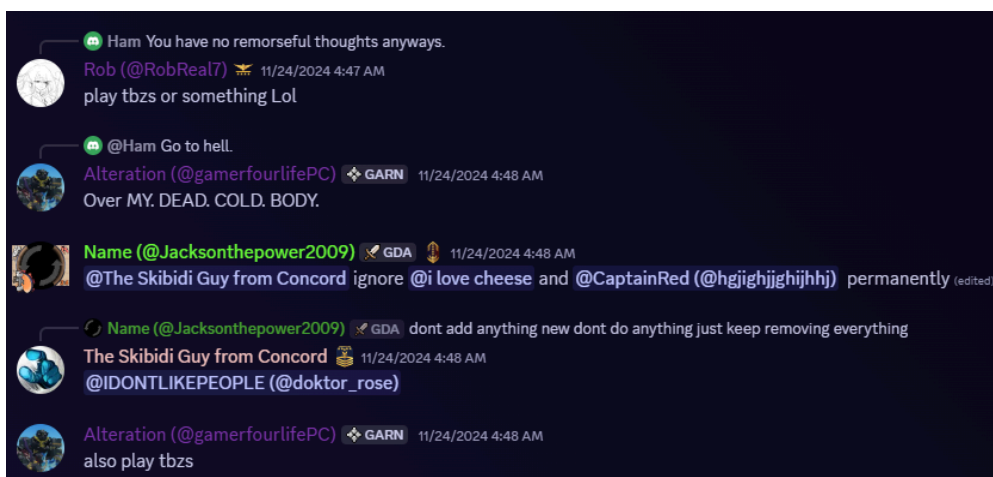 Ham You have no remorseful thoughts anyways.
Rob (@RobReal7) 11/24/2024 4:47 AM
play tbzs or something Lol
@Ham Go to hell.
Alteration (@gamerfourlifePC) GARN 11/24/2024 4:48 AM
Over MY. DEAD. COLD. BODY.
Name (@Jacksonthepower2009) GDA 11/24/2024 4:48 AM
@The Skibidi Guy from Concord ignore @i love cheese and @CaptainRed (@hgjighjjghijhhj) permanently (edited)
Name (@Jacksonthepower2009) GDA dont add anything new dont do anything just keep removing everything
The Skibidi Guy from Concord 11/24/2024 4:48 AM
@IDONTLIKEPEOPLE (@doktor_rose)
Alteration (@gamerfourlifePC) GARN 11/24/2024 4:48 AM
also play tbzs